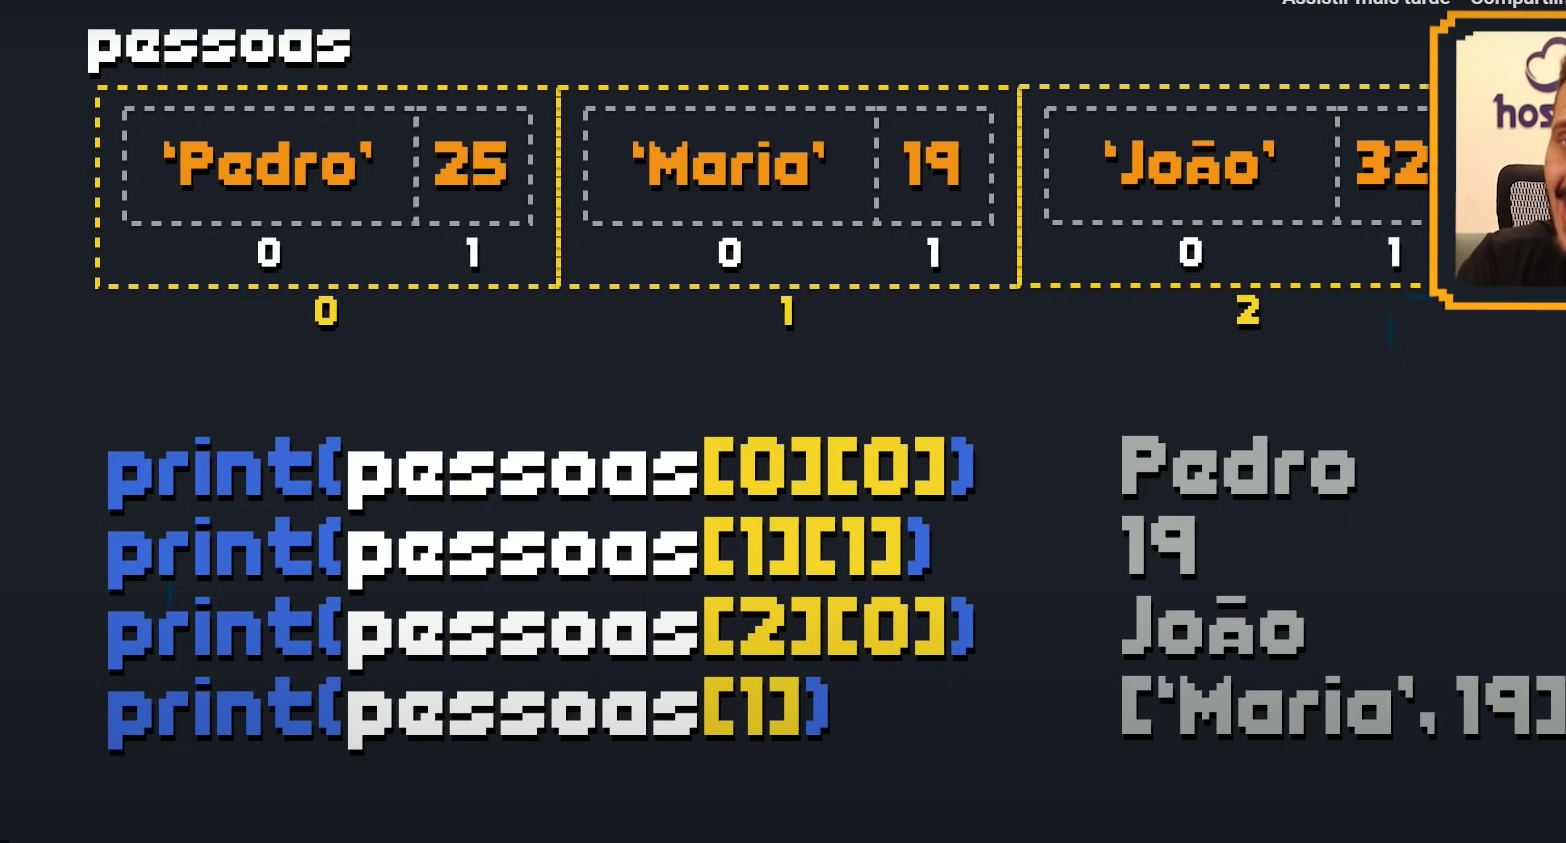 pessoas
'Pedro' 25 'Maria' 19 'João' 32
0 1 0 1 0 1
0 1 2
print(pessoas[0][0]) Pedro
print(pessoas[1][1]) 19
print(pessoas[2][0]) João
print(pessoas[1]) ['Maria', 19]